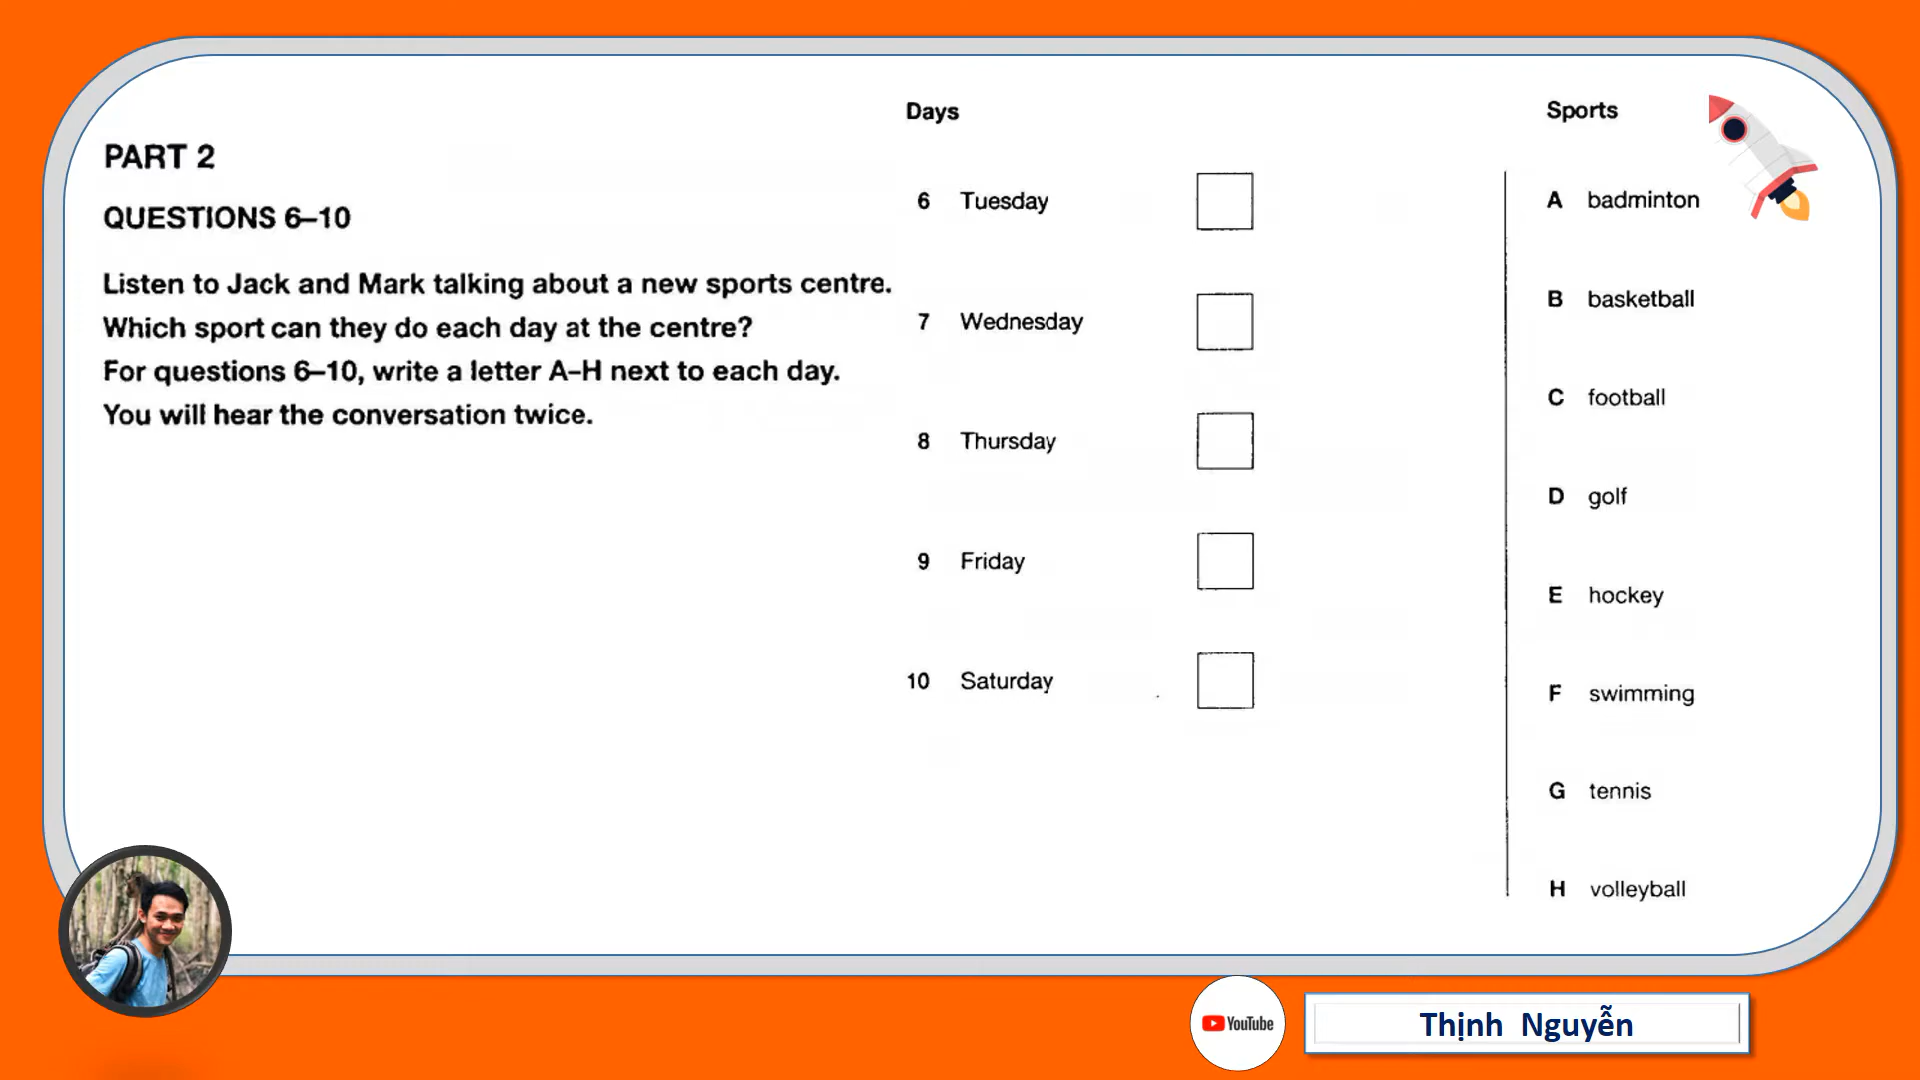 PART 2
QUESTIONS 6–10
Listen to Jack and Mark talking about a new sports centre.
Which sport can they do each day at the centre?
For questions 6–10, write a letter A–H next to each day.
You will hear the conversation twice.
Days
6 Tuesday
7 Wednesday
8 Thursday
9 Friday
10 Saturday
Sports
A badminton
B basketball
C football
D golf
E hockey
F swimming
G tennis
H volleyball
YouTube
Thịnh Nguyễn